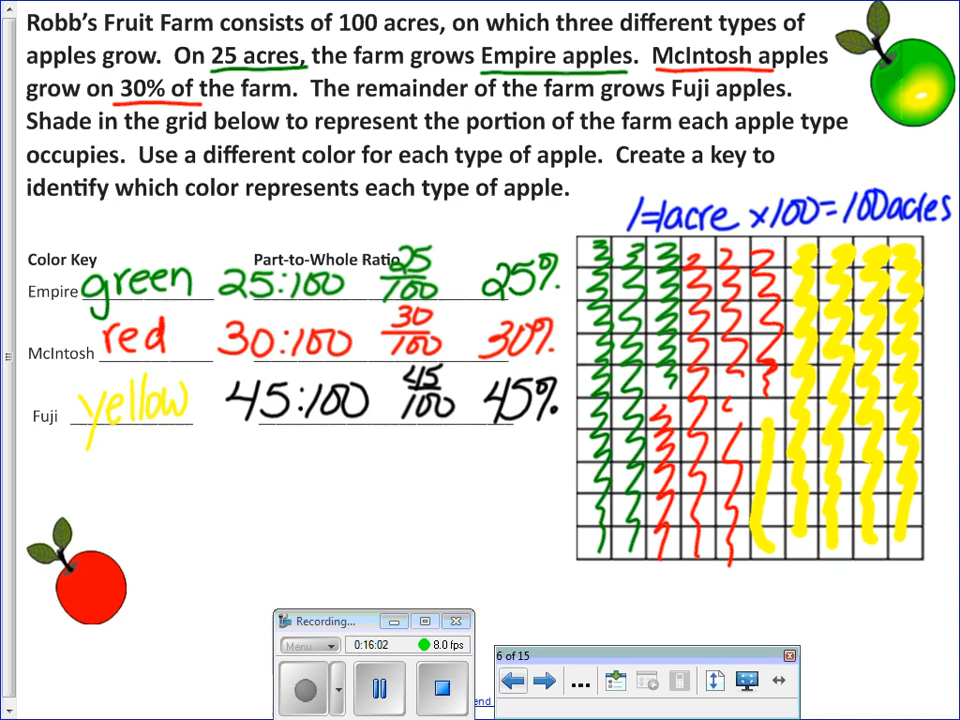 Robb's Fruit Farm consists of 100 acres, on which three different types of
apples grow.  On 25 acres, the farm grows Empire apples.  McIntosh apples
grow on 30% of the farm.  The remainder of the farm grows Fuji apples.
Shade in the grid below to represent the portion of the farm each apple type
occupies.  Use a different color for each type of apple.  Create a key to
identify which color represents each type of apple.
1=1acre x100=100acres
Color Key Part-to-Whole Ratio
Empire green 25:100 25/100 25%
McIntosh red 30:100 30/100 30%
Fuji yellow 45:100 45/100 45%
Recording...
Menu 0:16:02 8.0 fps
6 of 15
...
end